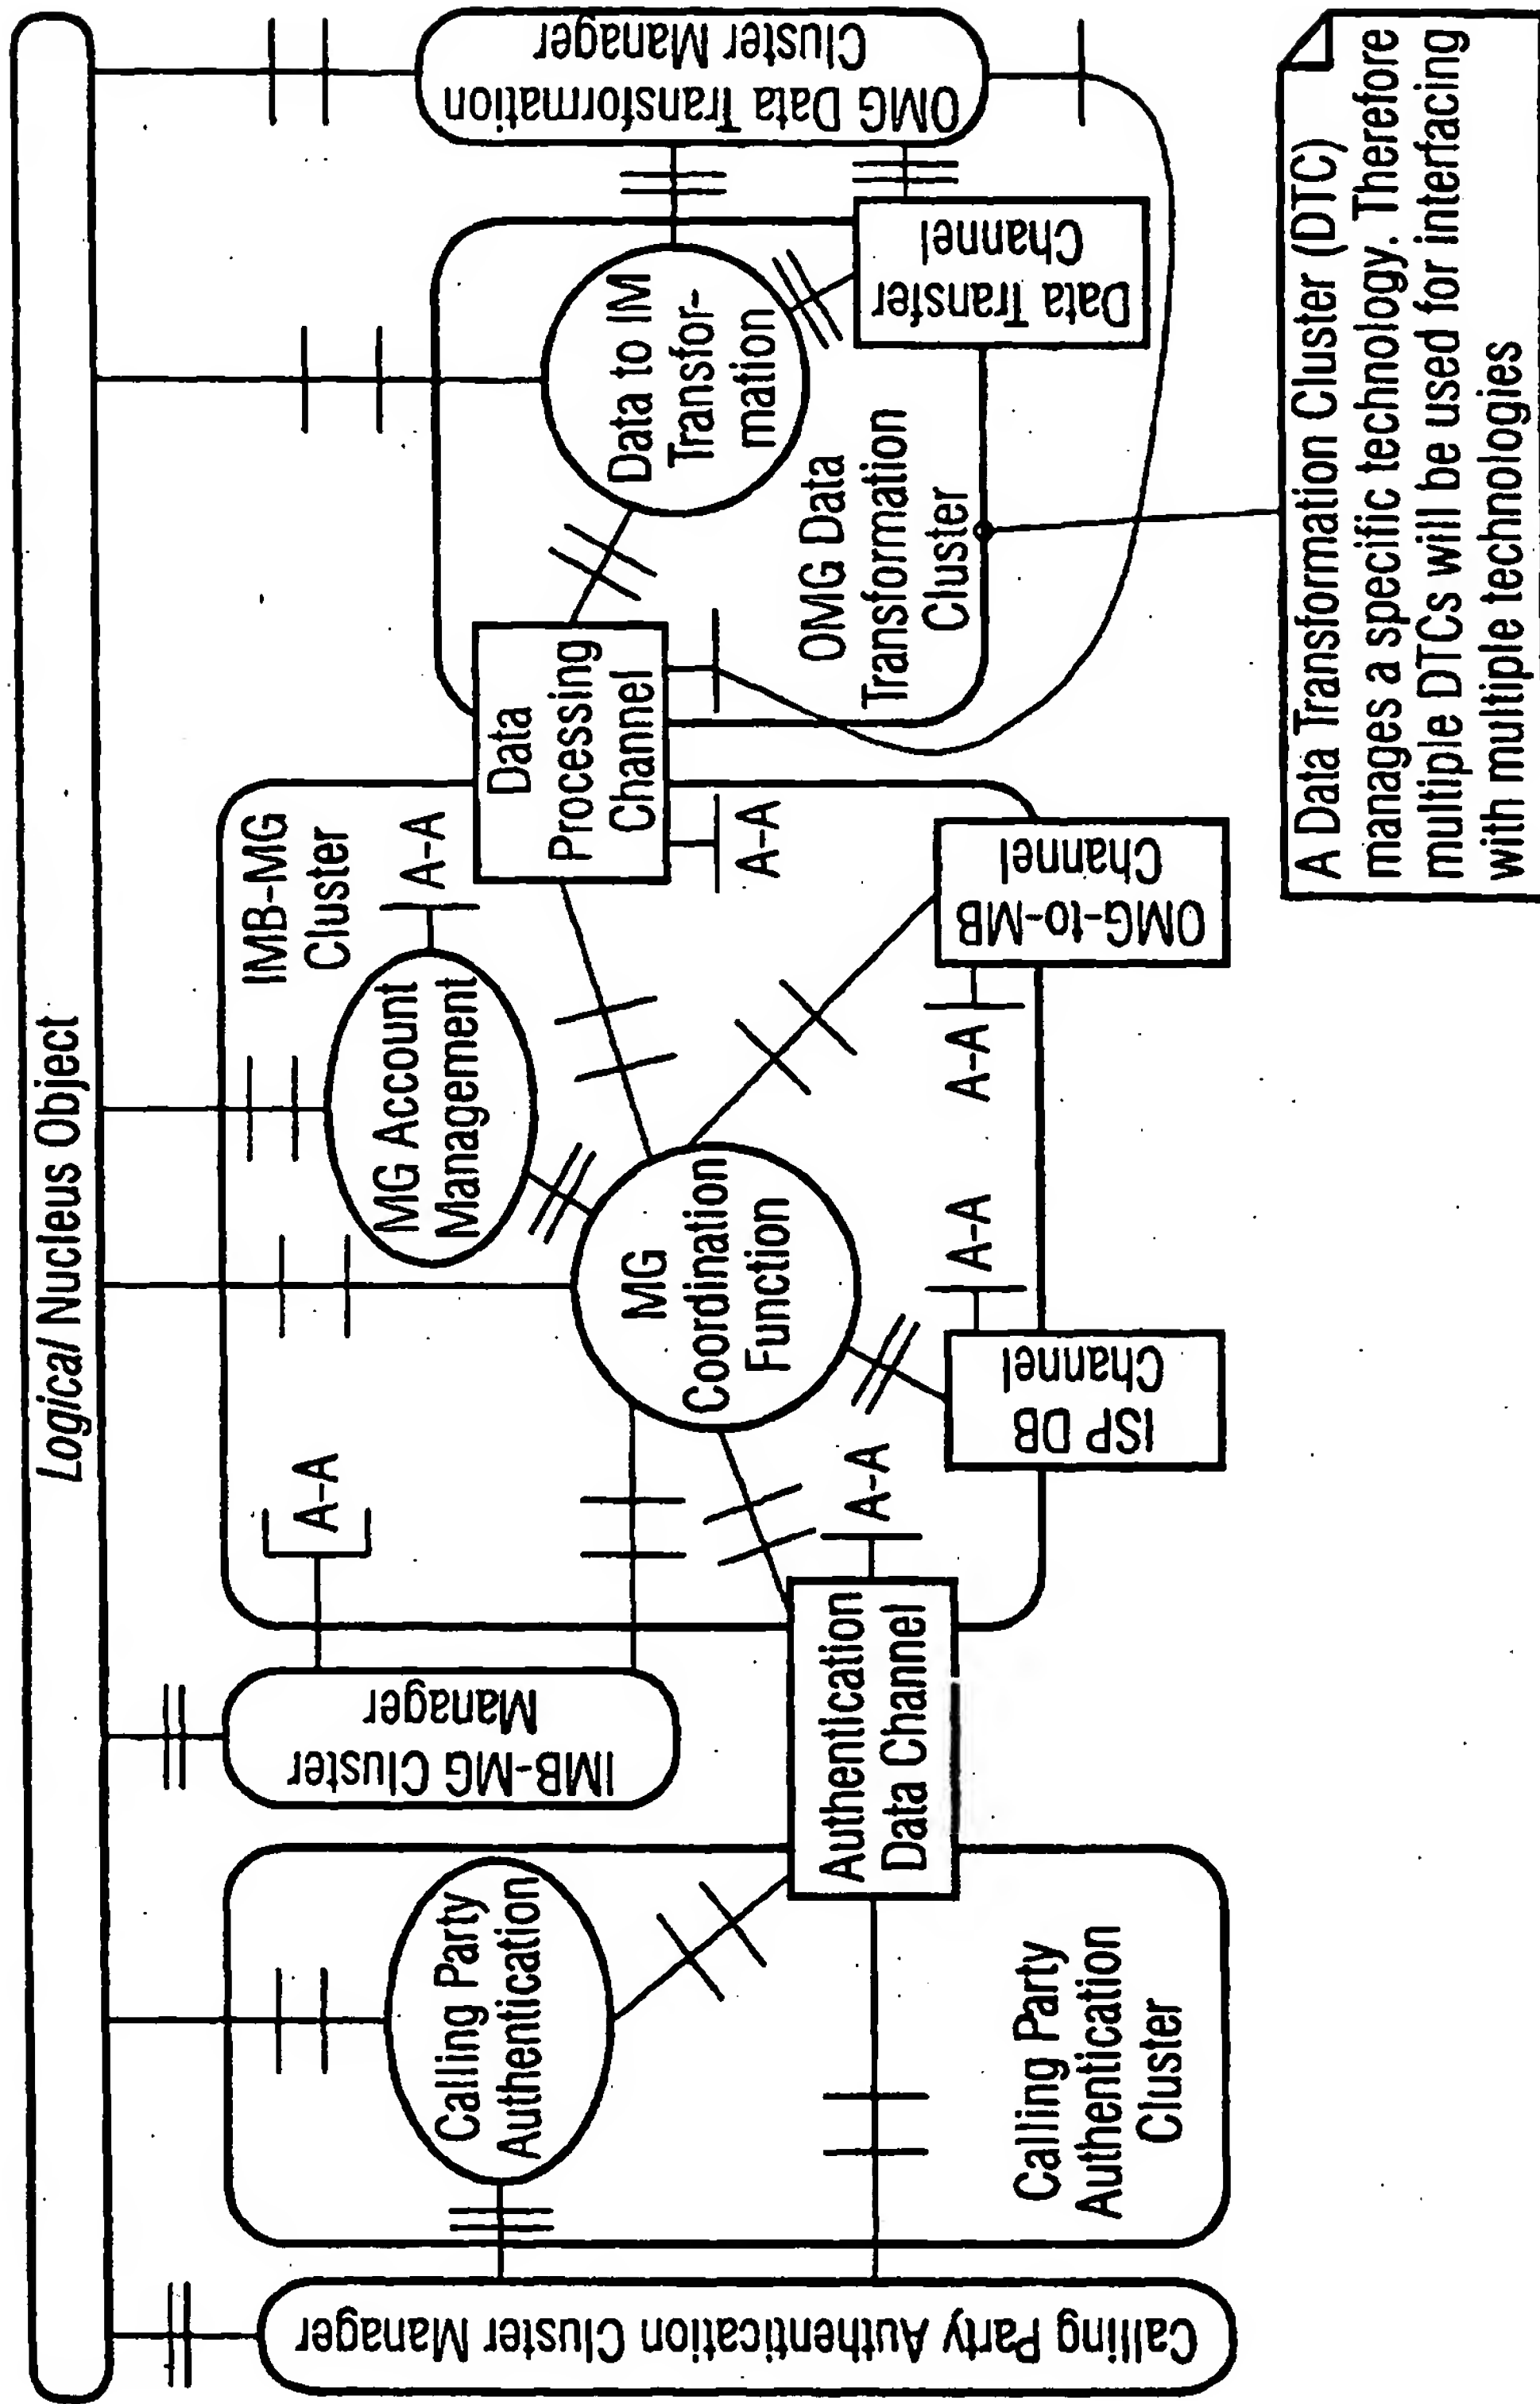 Logical Nucleus Object
Calling Party Authentication Cluster Manager
Calling Party
Authentication
Calling Party
Authentication
Cluster
IMB-MG Cluster
Manager
Authentication
Data Channel
A-A
A-A
MG
Coordination
Function
ISP DB
Channel
A-A
MG Account
Management
IMB-MG
Cluster
A-A
OMG-to-MB
Channel
A-A
Data
Processing
Channel
A-A
OMG Data
Transformation
Cluster
Data to IM
Transfor-
mation
Data Transfer
Channel
OMG Data Transformation
Cluster Manager
A Data Transformation Cluster (DTC)
manages a specific technology. Therefore
multiple DTCs will be used for interfacing
with multiple technologies